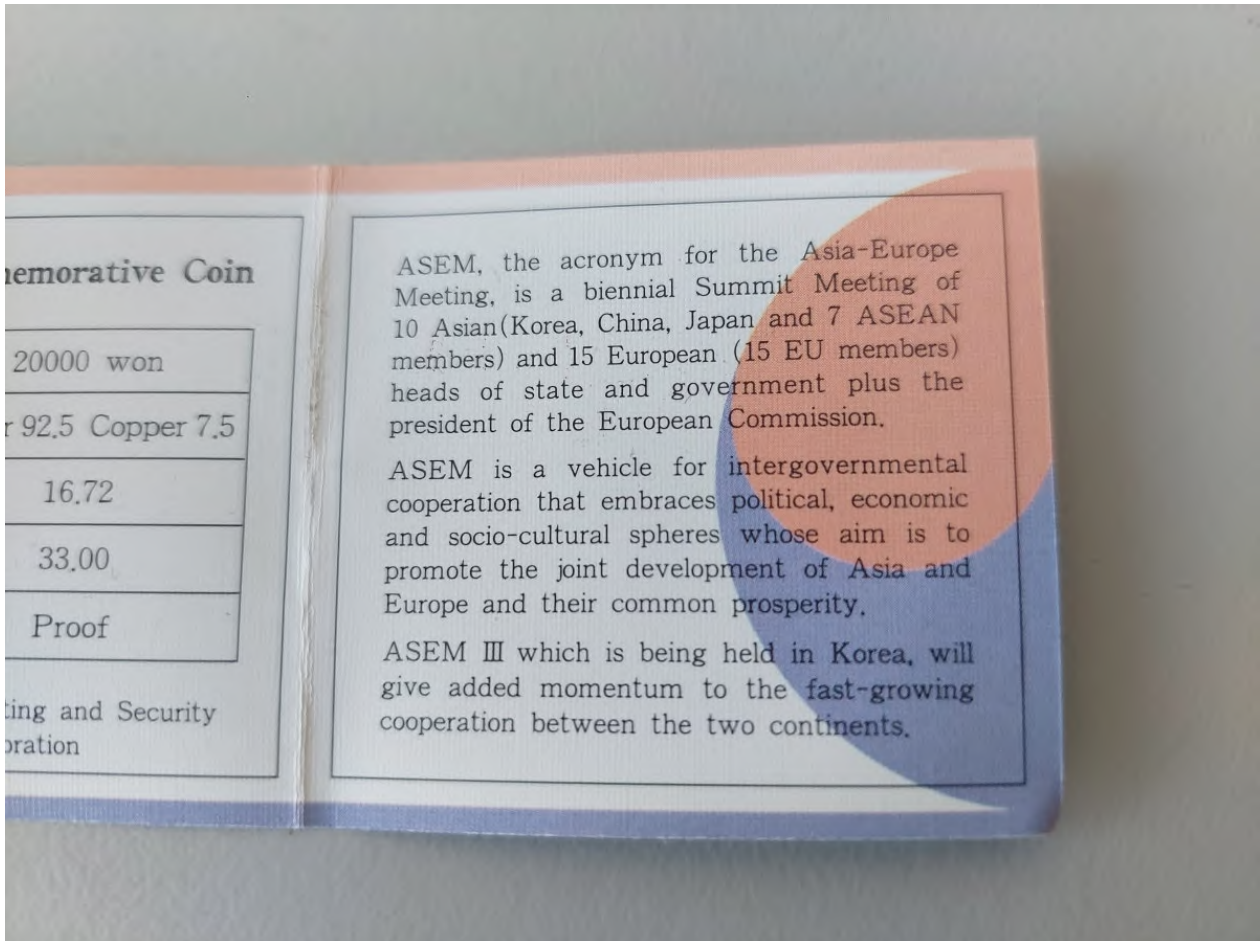 Coin
20000 won
92.5 Copper 7.5
16.72
33.00
Proof
and Security
ASEM, the acronym for the Asia-Europe
Meeting, is a biennial Summit Meeting of
10 Asian(Korea, China, Japan and 7 ASEAN
members) and 15 European (15 EU members)
heads of state and government plus the
president of the European Commission.
ASEM is a vehicle for intergovernmental
cooperation that embraces political, economic
and socio-cultural spheres whose aim is to
promote the joint development of Asia and
Europe and their common prosperity.
ASEM Ⅲ which is being held in Korea, will
give added momentum to the fast-growing
cooperation between the two continents.